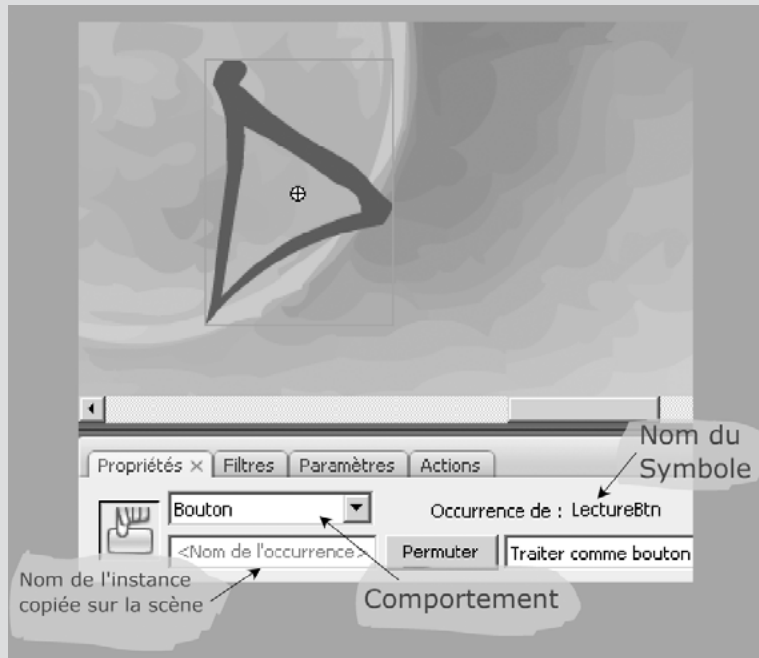 Nom du
Symbole
Propriétés × Filtres Paramètres Actions
Bouton Occurrence de : LectureBtn
<Nom de l'occurrence> Permuter Traiter comme bouton
Nom de l'instance
copiée sur la scène
Comportement